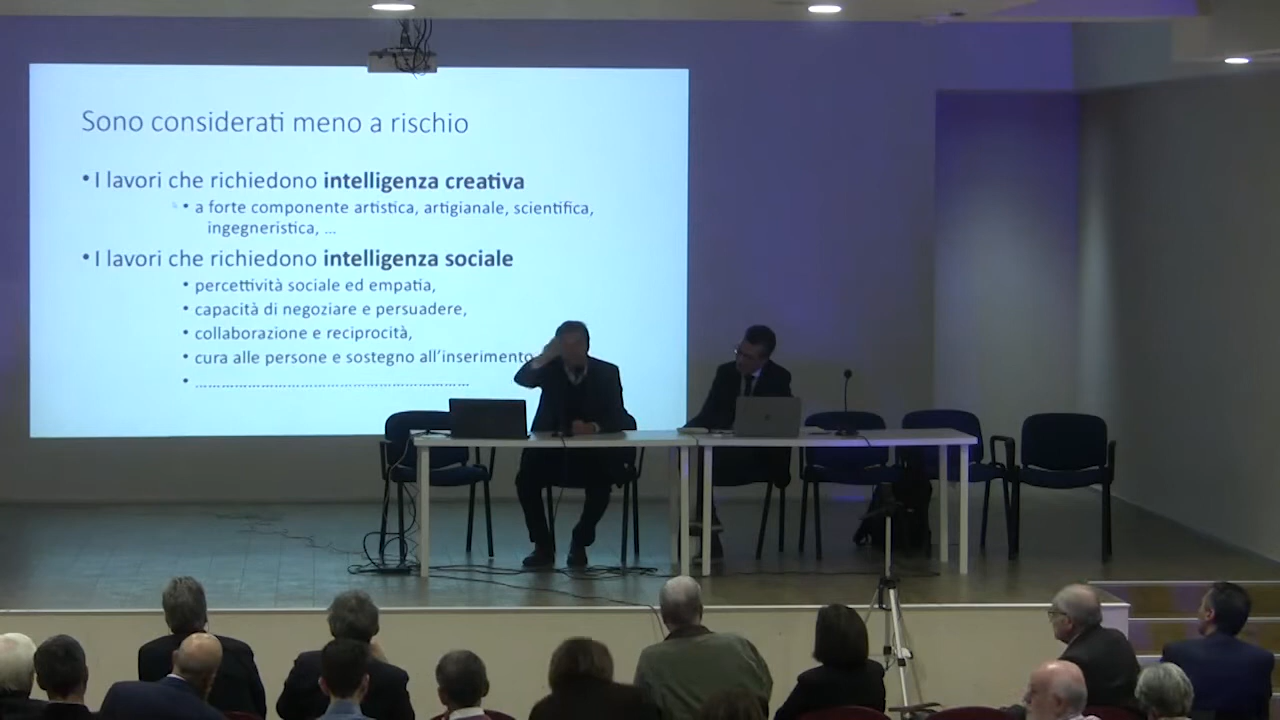 Sono considerati meno a rischio
• I lavori che richiedono intelligenza creativa
• a forte componente artistica, artigianale, scientifica,
ingegneristica, ...
• I lavori che richiedono intelligenza sociale
• percettività sociale ed empatia,
• capacità di negoziare e persuadere,
• collaborazione e reciprocità,
• cura alle persone e sostegno all'inserimento
• ……………………………………………………